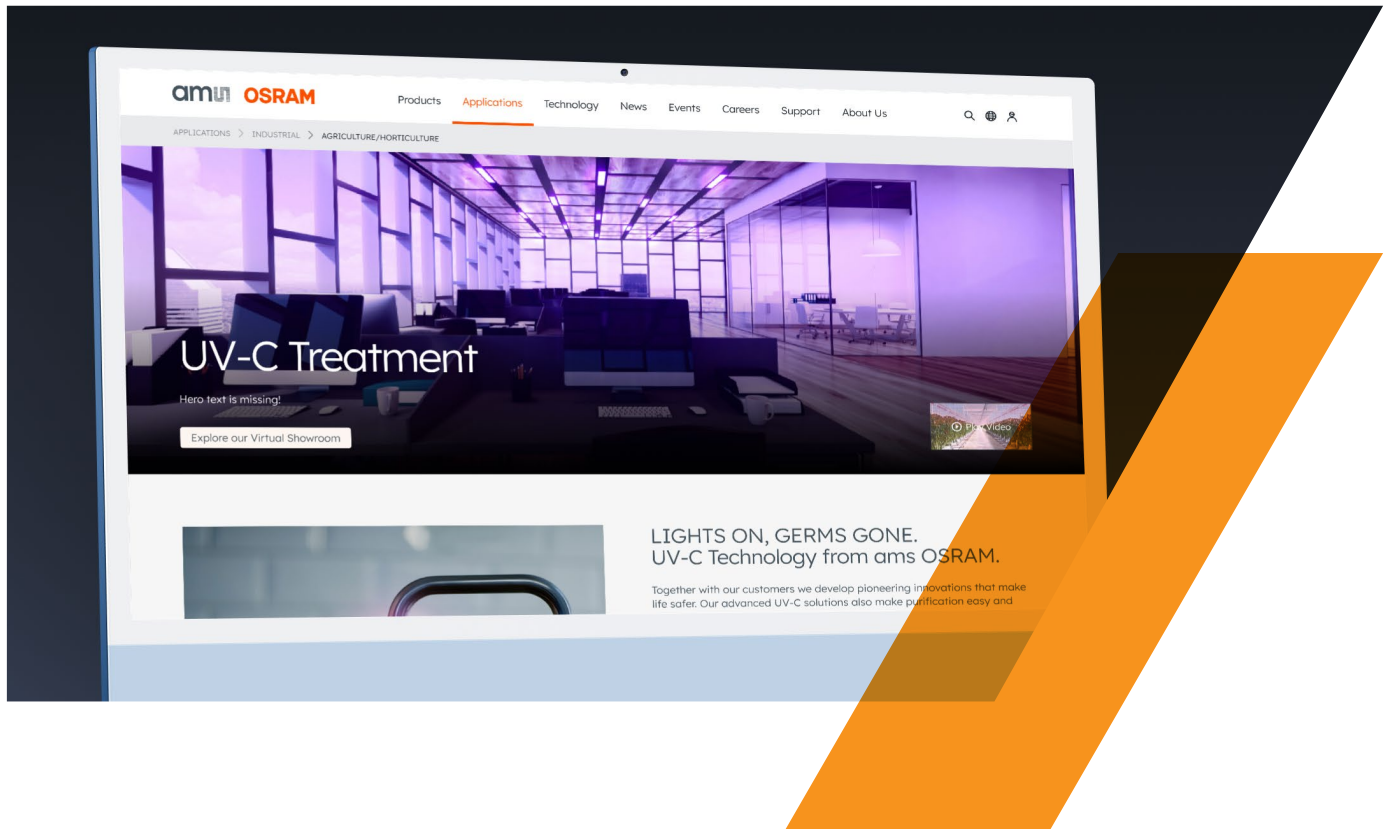 amu OSRAM
Products Applications Technology News Events Careers Support About Us
APPLICATIONS > INDUSTRIAL > AGRICULTURE/HORTICULTURE
UV-C Treatment
Hero text is missing!
Explore our Virtual Showroom
Play Video
LIGHTS ON, GERMS GONE.
UV-C Technology from ams OSRAM.
Together with our customers we develop pioneering innovations that make
life safer. Our advanced UV-C solutions also make purification easy and